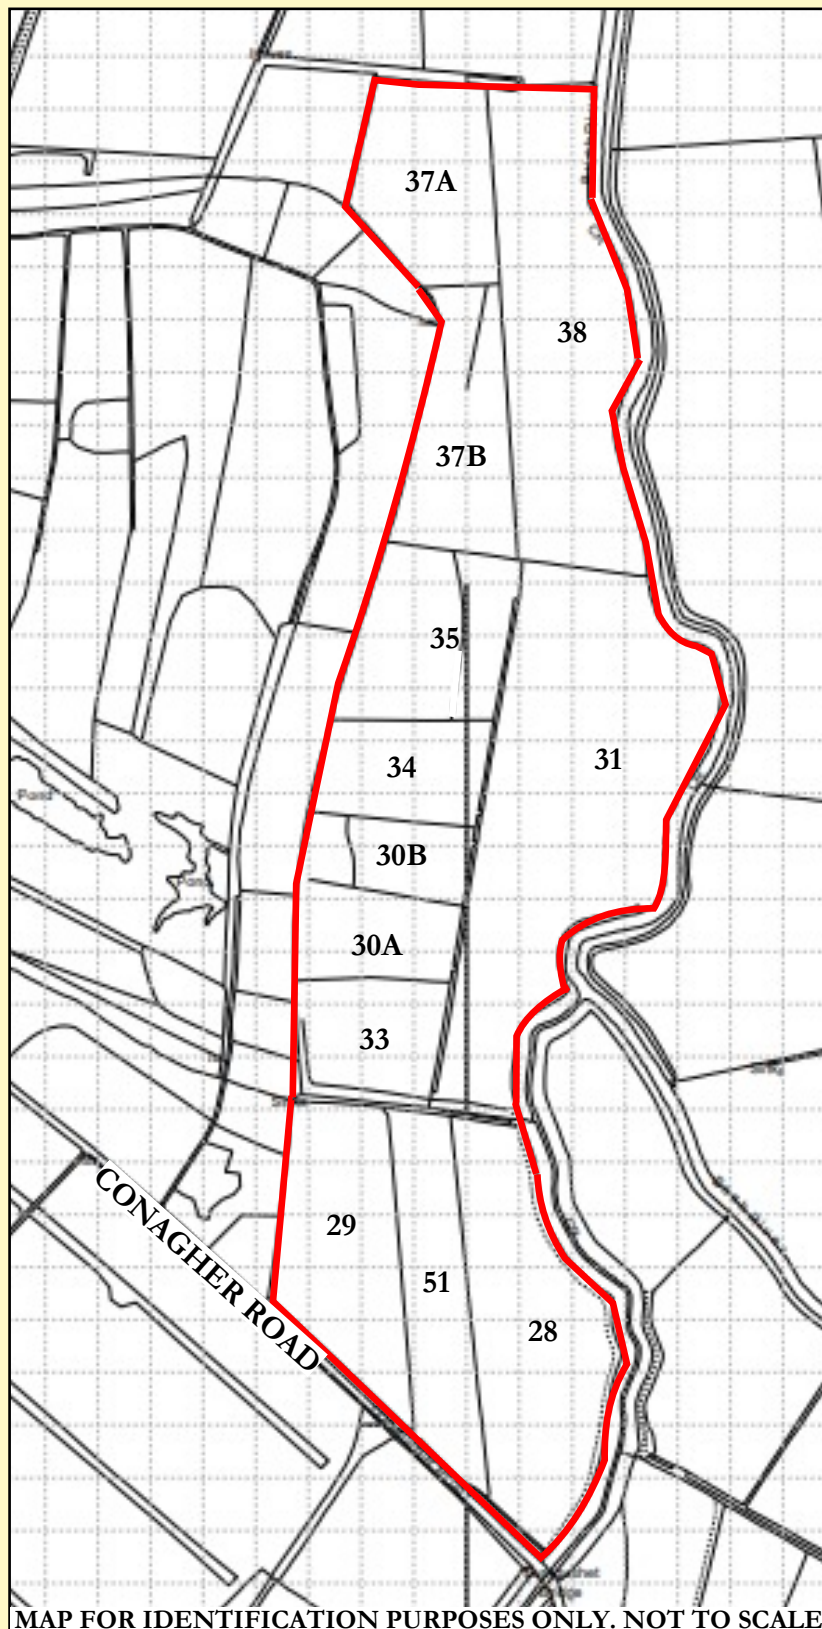 37A
38
37B
35
34
31
30B
30A
33
29
51
28
CONAGHER ROAD
MAP FOR IDENTIFICATION PURPOSES ONLY. NOT TO SCALE